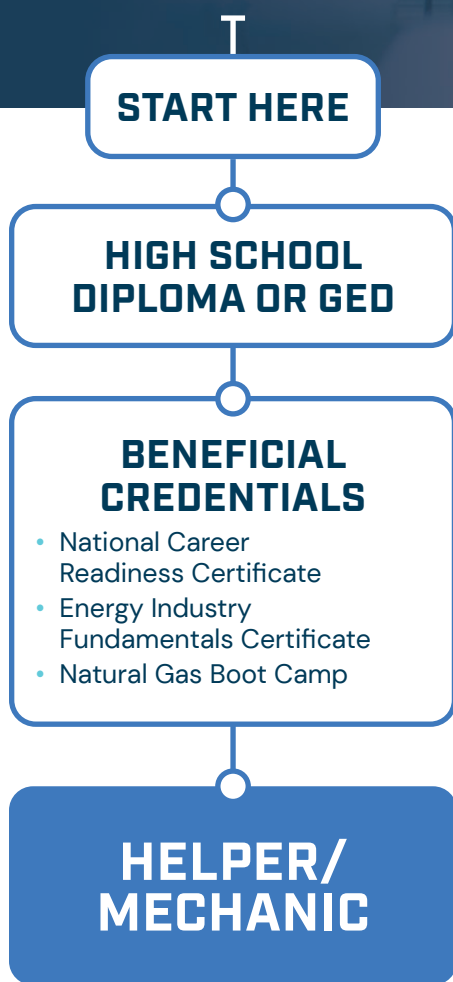 START HERE
HIGH SCHOOL
DIPLOMA OR GED
BENEFICIAL
CREDENTIALS
• National Career
Readiness Certificate
• Energy Industry
Fundamentals Certificate
• Natural Gas Boot Camp
HELPER/
MECHANIC